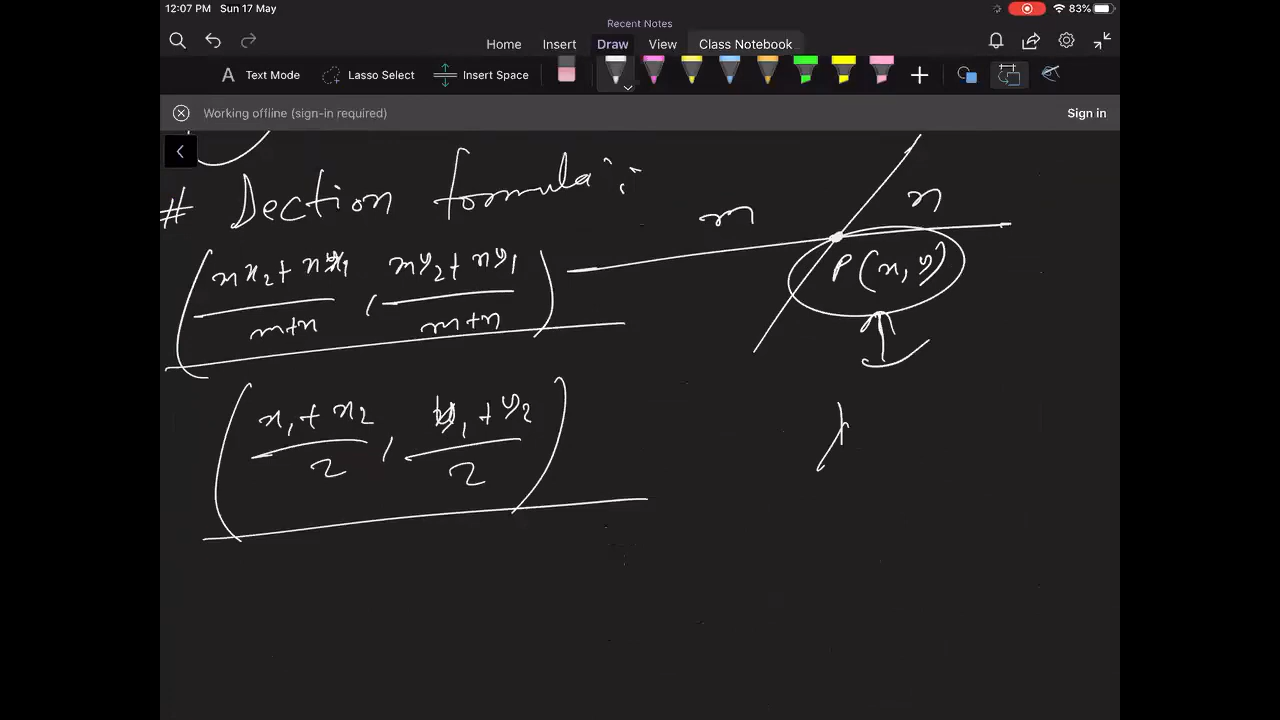 12:07 PM Sun 17 May
83%
Recent Notes
Home Insert Draw View Class Notebook
A Text Mode Lasso Select Insert Space
Working offline (sign-in required) Sign in
# Section formula :-
m n
(mx2 + nx1 / m+n , my2 + ny1 / m+n)
P(x, y)
(x1 + x2 / 2 , y1 + y2 / 2)